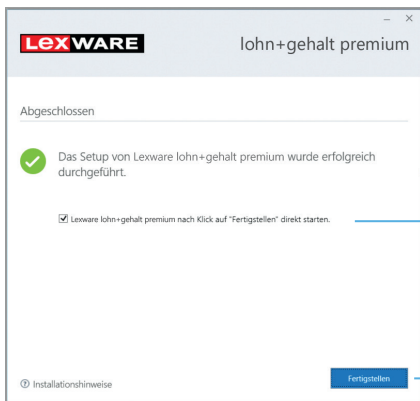 LEXWARE
lohn+gehalt premium
Abgeschlossen
Das Setup von Lexware lohn+gehalt premium wurde erfolgreich
durchgeführt.
Lexware lohn+gehalt premium nach Klick auf "Fertigstellen" direkt starten.
Installationshinweise
Fertigstellen